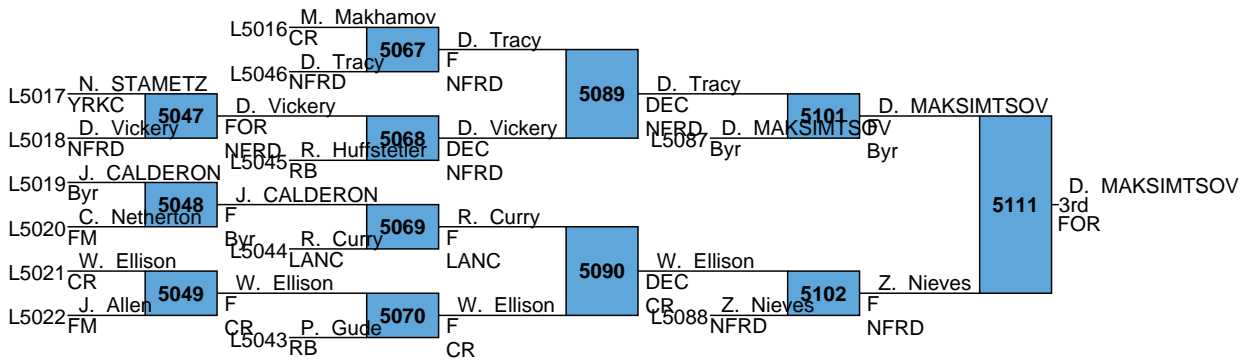 L5016 M. Makhamov
CR
5067
L5046 D. Tracy
NFRD
D. Tracy
F
NFRD
L5017 N. STAMETZ
YRKC
5047
L5018 D. Vickery
NFRD
D. Vickery
FOR
NFRD
5068
L5045 R. Huffstetler
RB
D. Vickery
DEC
NFRD
5089
D. Tracy
DEC
NFRD
5101
L5087 D. MAKSIMTSOV
Byr
D. MAKSIMTSOV
F
Byr
L5019 J. CALDERON
Byr
5048
L5020 C. Netherton
FM
J. CALDERON
F
Byr
5069
L5044 R. Curry
LANC
R. Curry
F
LANC
L5021 W. Ellison
CR
5049
L5022 J. Allen
FM
W. Ellison
F
CR
5070
L5043 P. Gude
RB
W. Ellison
F
CR
5090
W. Ellison
DEC
CR
5102
L5088 Z. Nieves
NFRD
Z. Nieves
F
NFRD
5111
D. MAKSIMTSOV
3rd
FOR